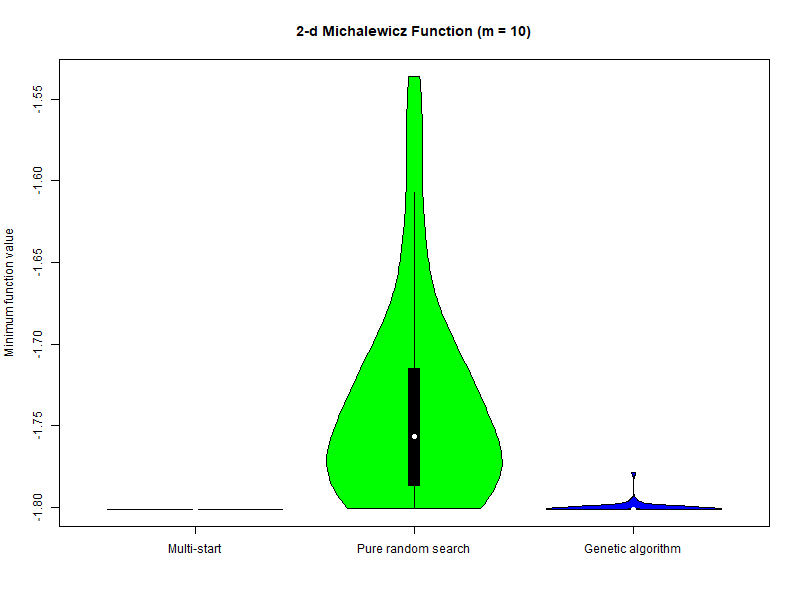 2-d Michalewicz Function (m = 10)
Minimum function value
-1.55
-1.60
-1.65
-1.70
-1.75
-1.80
Multi-start
Pure random search
Genetic algorithm